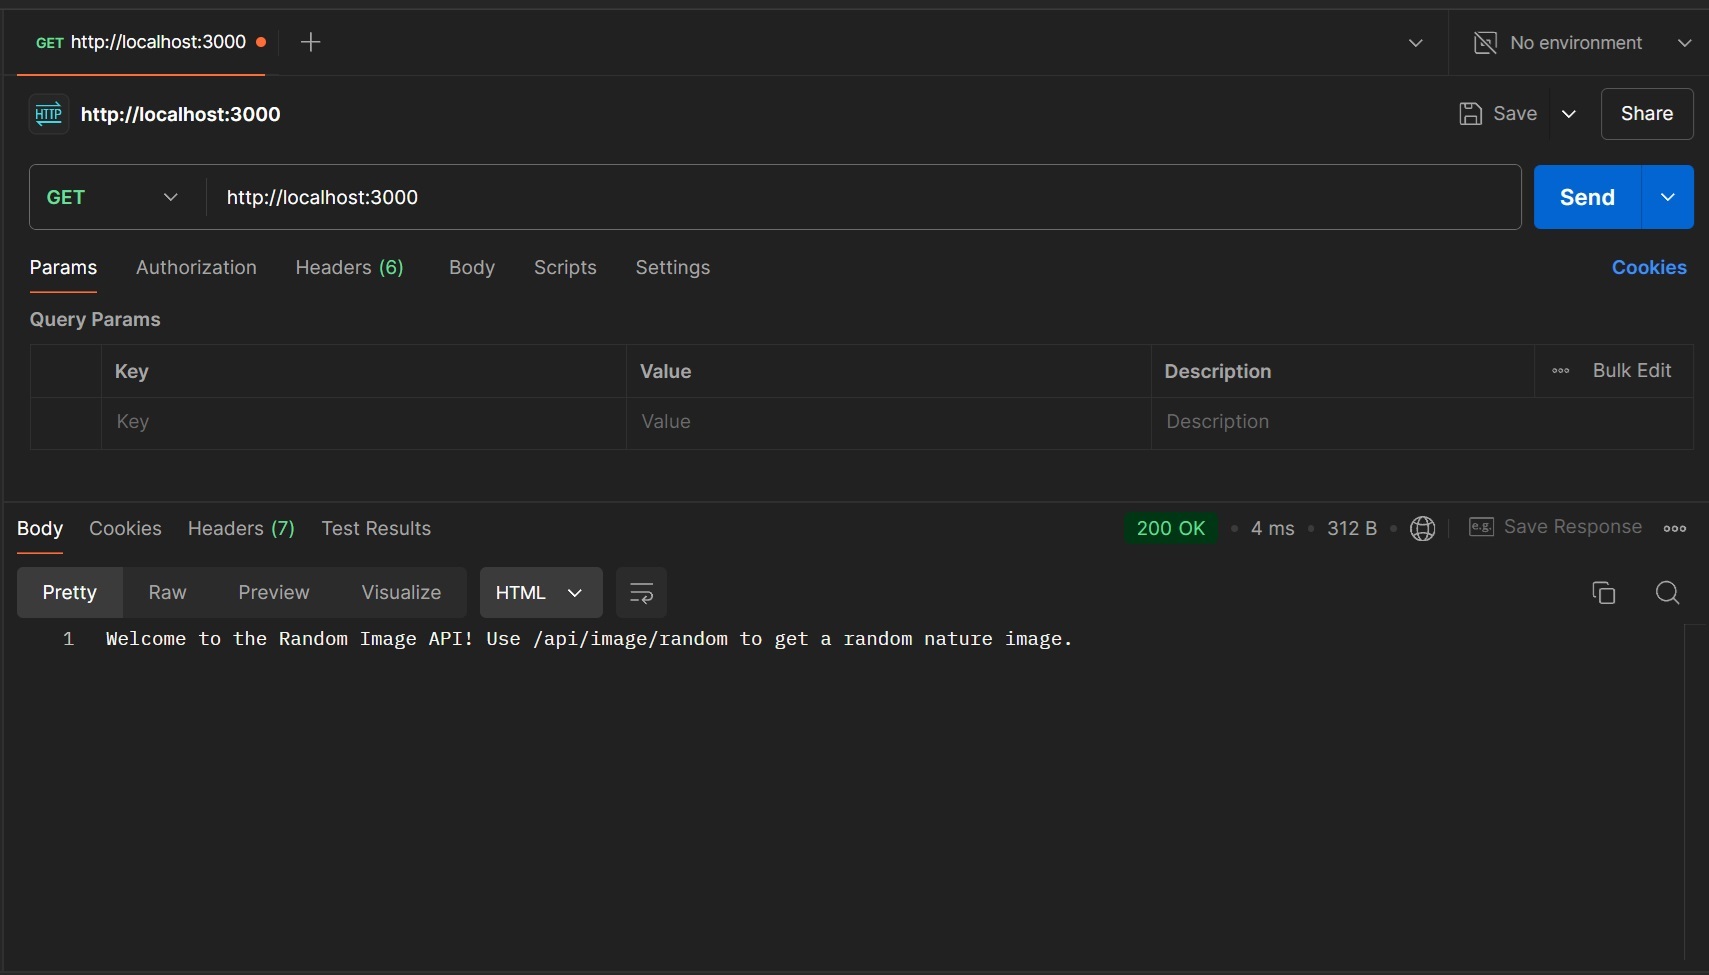 GET http://localhost:3000
No environment
HTTP http://localhost:3000
Save
Share
GET http://localhost:3000
Send
Params Authorization Headers (6) Body Scripts Settings
Cookies
Query Params
Key Value Description Bulk Edit
Key Value Description
Body Cookies Headers (7) Test Results
200 OK 4 ms 312 B e.g. Save Response
Pretty Raw Preview Visualize HTML
1 Welcome to the Random Image API! Use /api/image/random to get a random nature image.